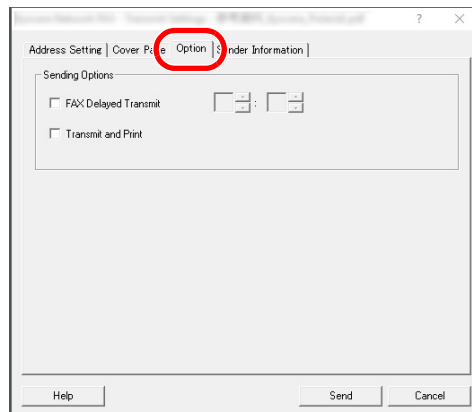 Address Setting Cover Page Option Sender Information
Sending Options
FAX Delayed Transmit :
Transmit and Print
Help Send Cancel